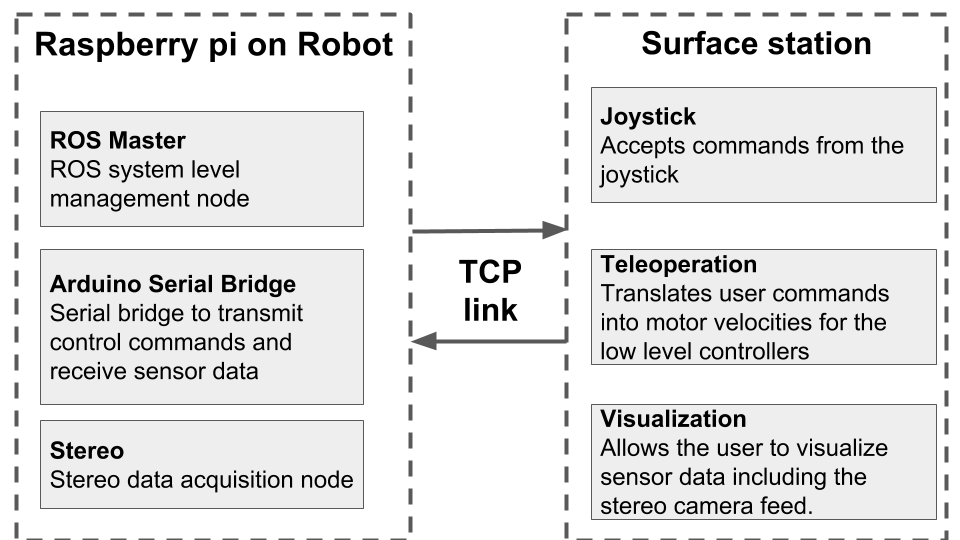 Raspberry pi on Robot
ROS Master
ROS system level
management node
Arduino Serial Bridge
Serial bridge to transmit
control commands and
receive sensor data
Stereo
Stereo data acquisition node
TCP
link
Surface station
Joystick
Accepts commands from the
joystick
Teleoperation
Translates user commands
into motor velocities for the
low level controllers
Visualization
Allows the user to visualize
sensor data including the
stereo camera feed.